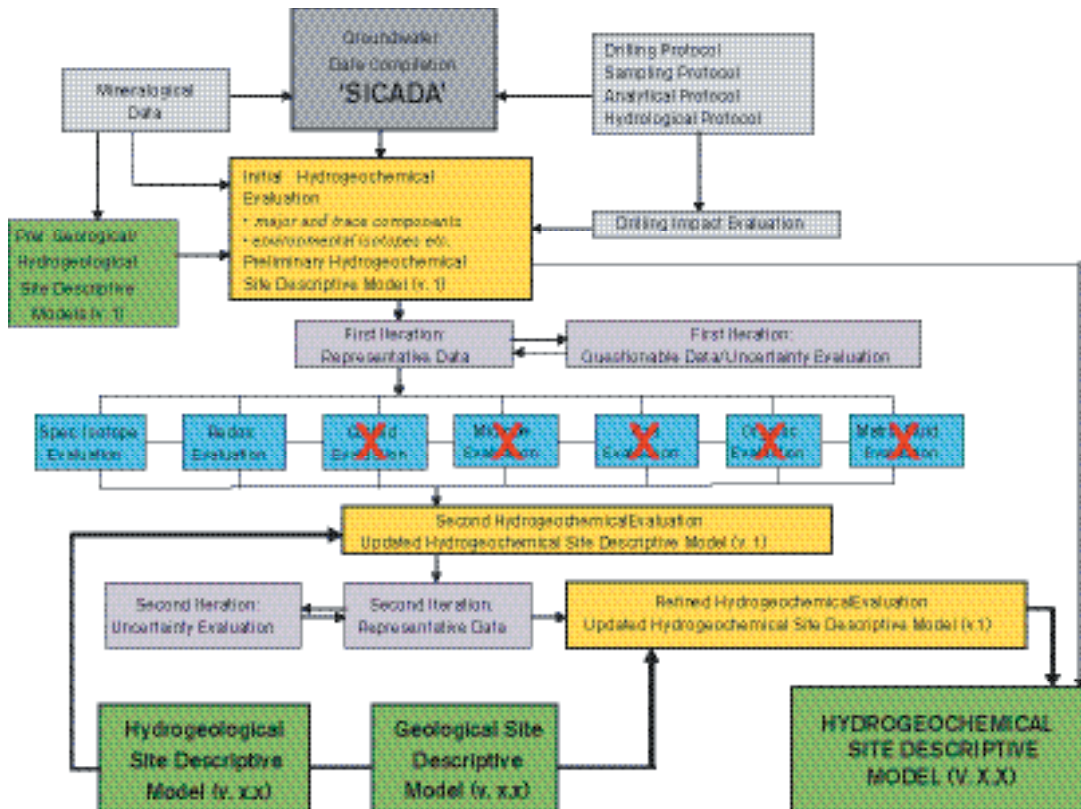 Groundwater
Data Compilation
'SICADA'
Drilling Protocol
Sampling Protocol
Analytical Protocol
Hydrological Protocol
Mineralogical
Data
Initial Hydrogeochemical
Evaluation
• major and trace components
• environmental isotopes etc.
Preliminary Hydrogeochemical
Site Descriptive Model (v. 1)
Drilling Impact Evaluation
Geological/
Hydrogeological
Site Descriptive
Models (v. 1)
First Iteration:
Representative Data
First Iteration:
Questionable Data/Uncertainty Evaluation
Spec Isotope
Evaluation
Redox
Evaluation
Evaluation
Evaluation
Evaluation
Evaluation
Evaluation
Second HydrogeochemicalEvaluation
Updated Hydrogeochemical Site Descriptive Model (v. 1)
Second Iteration:
Uncertainty Evaluation
Second Iteration:
Representative Data
Refined HydrogeochemicalEvaluation
Updated Hydrogeochemical Site Descriptive Model (v.1)
Hydrogeological
Site Descriptive
Model (v. x.x)
Geological Site
Descriptive
Model (v. x.x)
HYDROGEOCHEMICAL
SITE DESCRIPTIVE
MODEL (V. X.X)